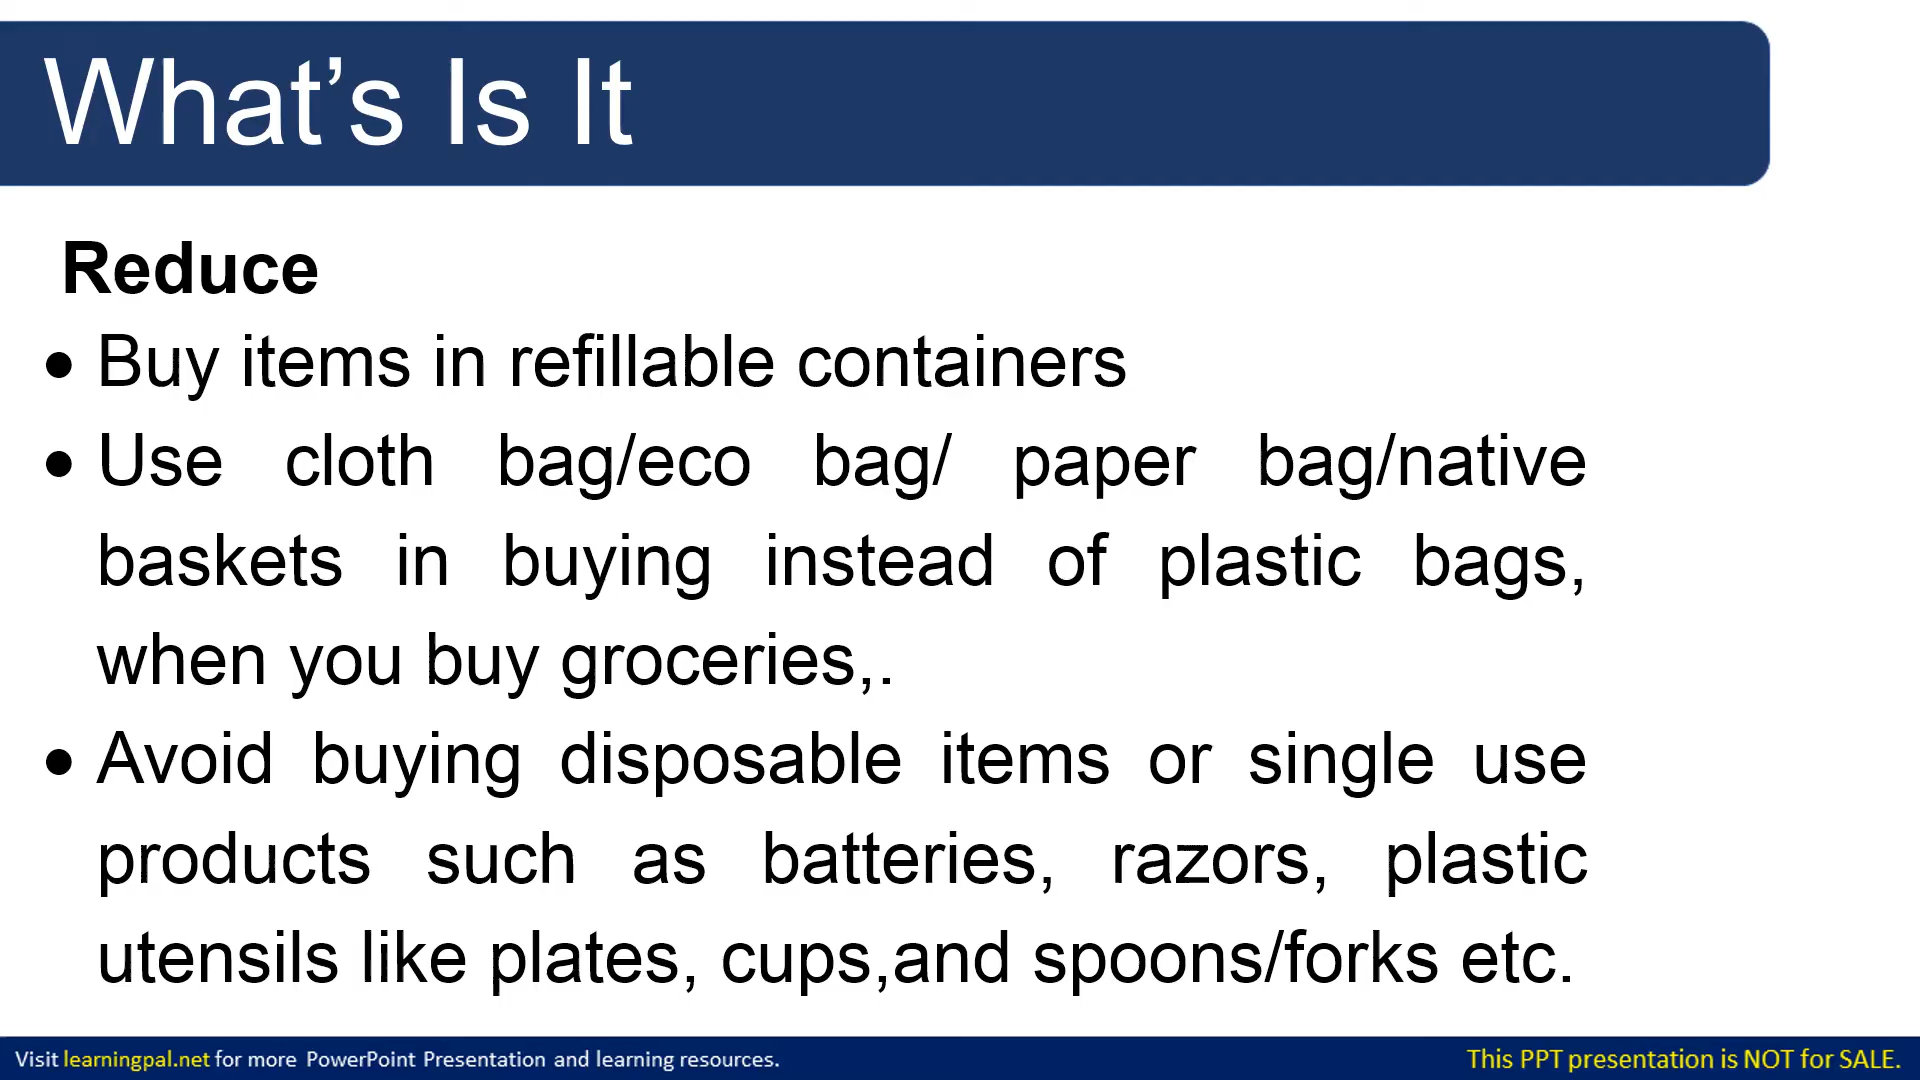 What’s Is It
Reduce
• Buy items in refillable containers
• Use cloth bag/eco bag/ paper bag/native
baskets in buying instead of plastic bags,
when you buy groceries,.
• Avoid buying disposable items or single use
products such as batteries, razors, plastic
utensils like plates, cups,and spoons/forks etc.
Visit learningpal.net for more PowerPoint Presentation and learning resources.
This PPT presentation is NOT for SALE.